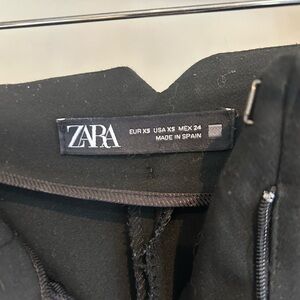 ZARA
EUR XS USA XS MEX 24
MADE IN SPAIN